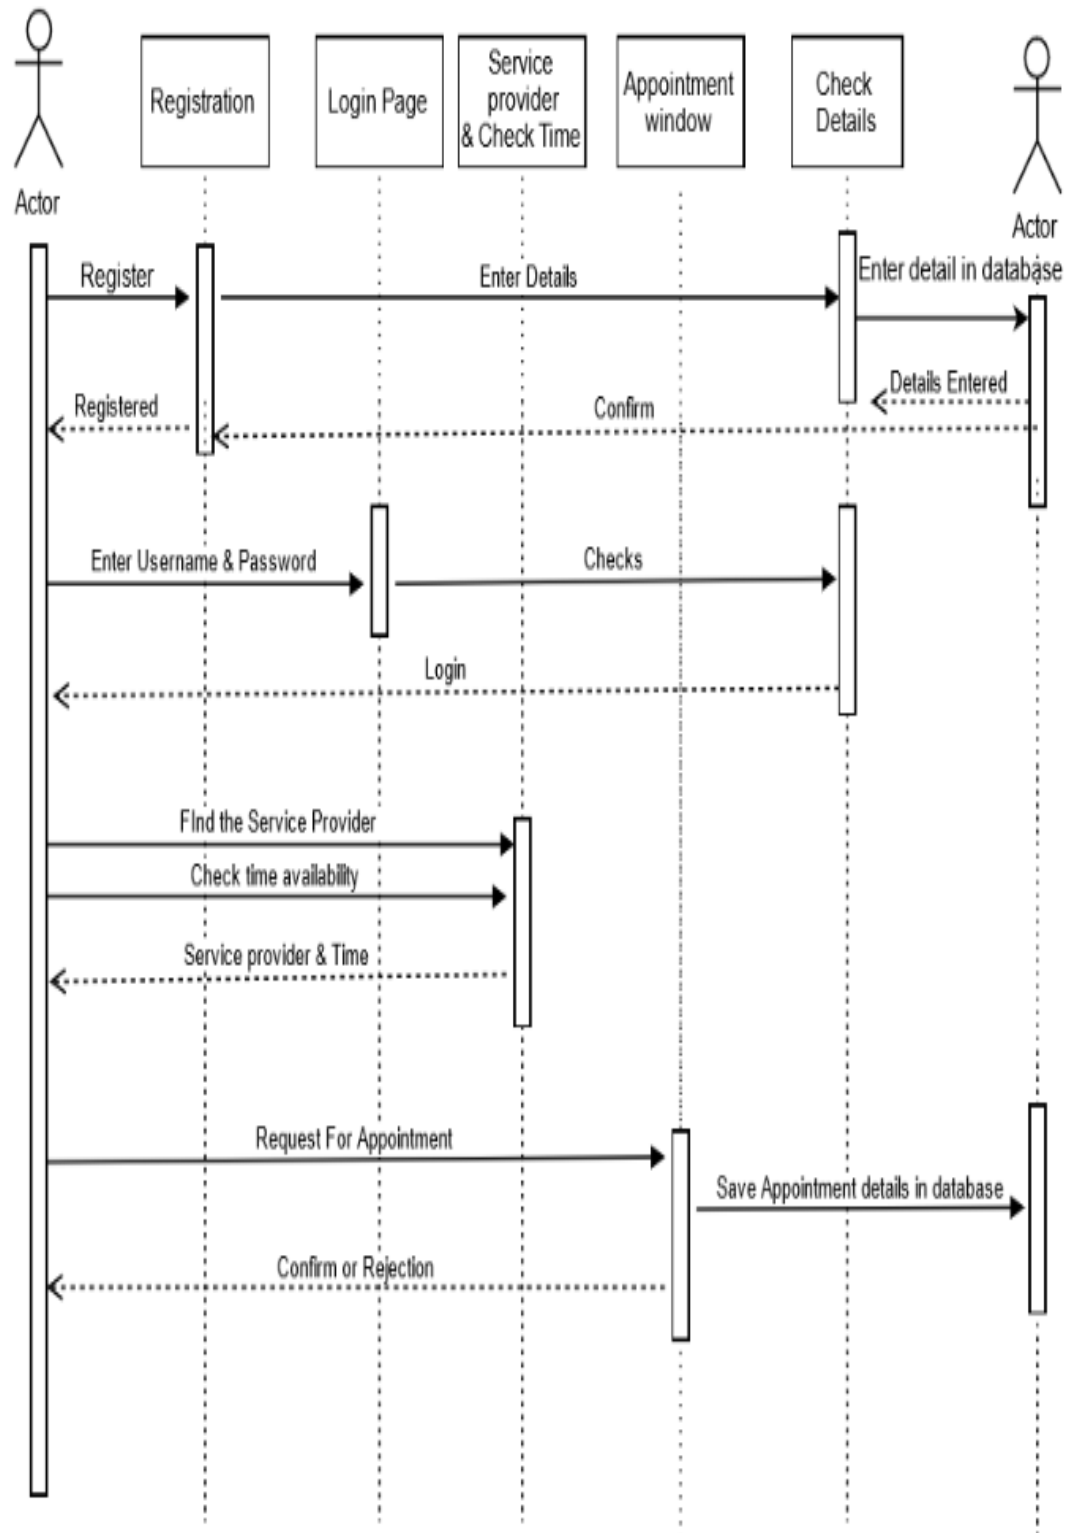 Registration
Login Page
Service
provider
& Check Time
Appointment
window
Check
Details
Actor
Actor
Register
Enter Details
Enter detail in database
Details Entered
Registered
Confirm
Enter Username & Password
Checks
Login
FInd the Service Provider
Check time availability
Service provider & Time
Request For Appointment
Save Appointment details in database
Confirm or Rejection